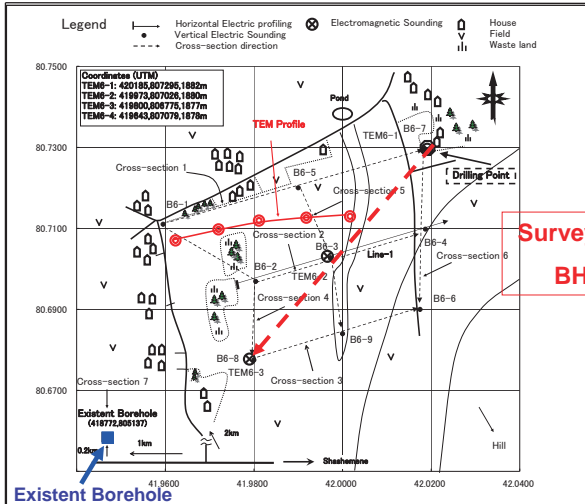 Legend
Horizontal Electric profiling
Electromagnetic Sounding
House
Vertical Electric Sounding
Field
Cross-section direction
Waste land
80.7500
80.7300
80.7100
80.6900
80.6700
Coordinates (UTM)
TEM6-1: 420185,807295,1882m
TEM6-2: 419973,807026,1880m
TEM6-3: 419800,806775,1877m
TEM6-4: 419643,807079,1878m
Pond
B6-7
TEM6-1
TEM Profile
Drilling Point
Cross-section 1
B6-5
Cross-section 5
B6-1
Cross-section 2
B6-3
B6-4
Line-1
Cross-section 6
B6-2
TEM6-2
Cross-section 4
B6-6
B6-9
B6-8
TEM6-3
Cross-section 3
Cross-section 7
Existent Borehole
(418772,805137)
0.2km
1km
2km
Shashemene
Hill
41.9600
41.9800
42.0000
42.0200
42.0400
Existent Borehole
Surve
BH